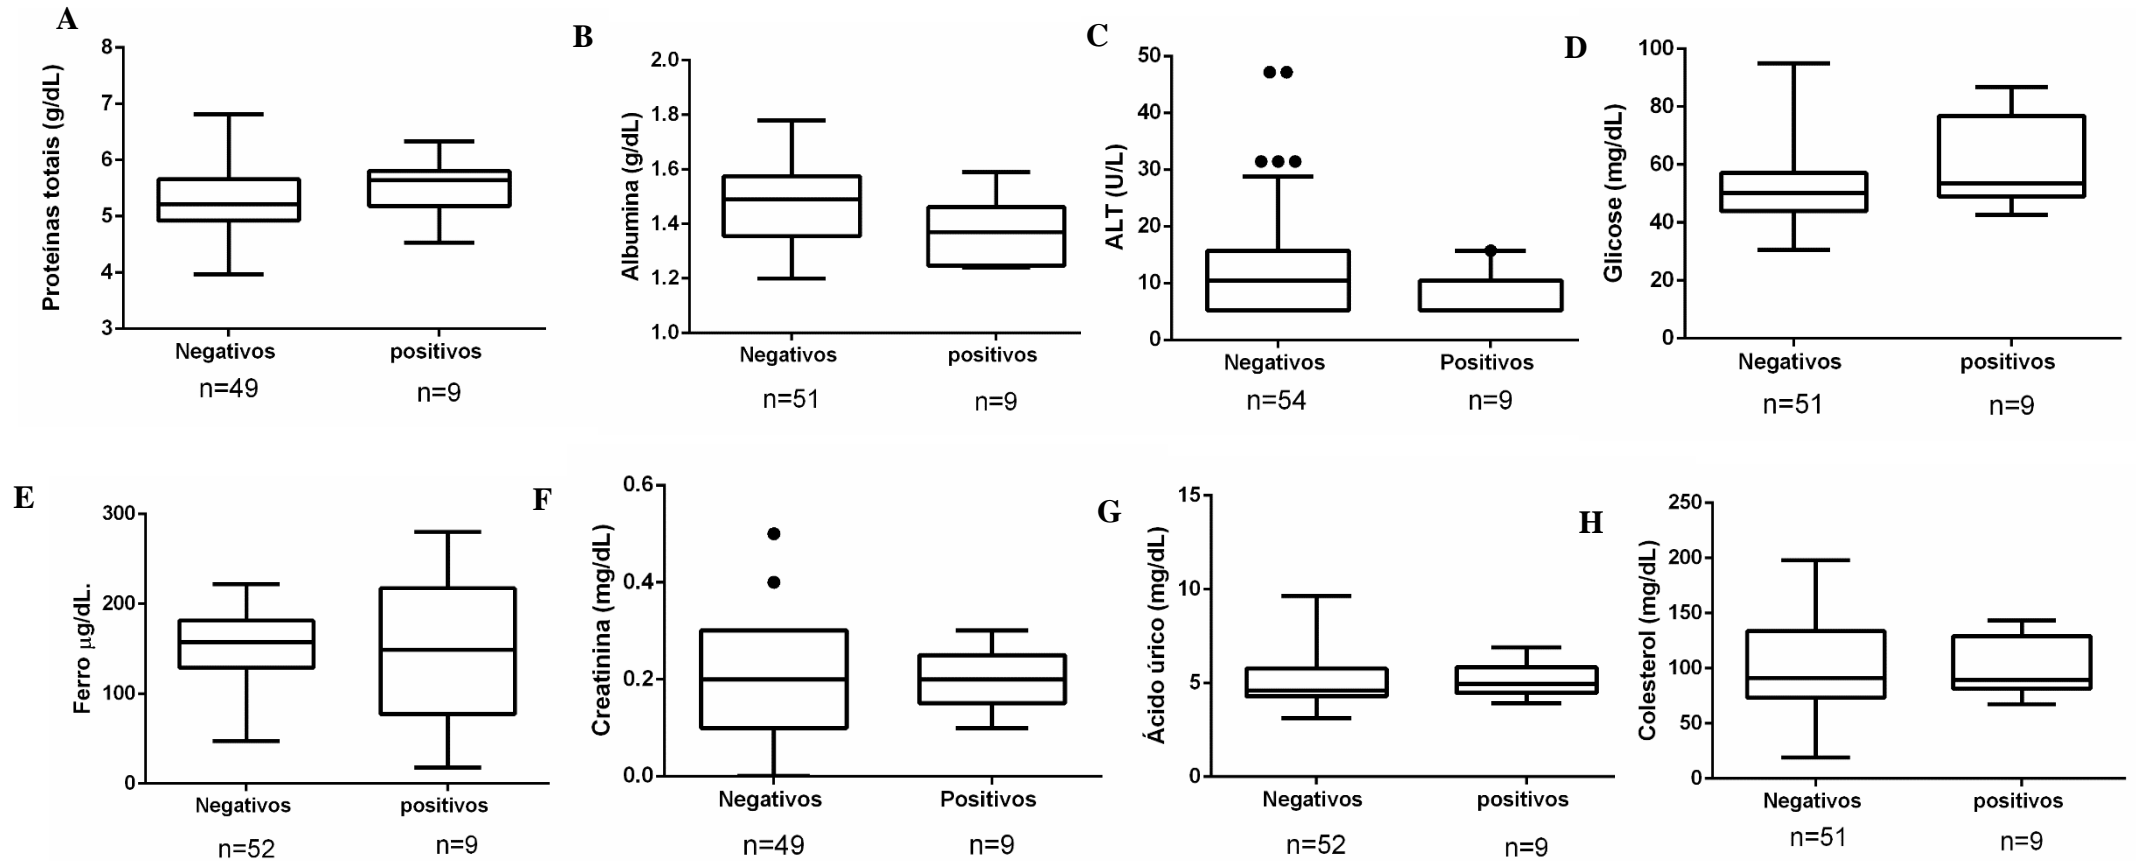 A
Proteínas totais (g/dL)
8
7
6
5
4
3
Negativos
positivos
n=49
n=9
B
Albumina (g/dL)
2.0
1.8
1.6
1.4
1.2
1.0
Negativos
positivos
n=51
n=9
C
ALT (U/L)
50
40
30
20
10
0
Negativos
Positivos
n=54
n=9
D
Glicose (mg/dL)
100
80
60
40
20
0
Negativos
positivos
n=51
n=9
E
Ferro µg/dL.
300
200
100
0
Negativos
positivos
n=52
n=9
F
Creatinina (mg/dL)
0.6
0.4
0.2
0.0
Negativos
Positivos
n=49
n=9
G
Ácido úrico (mg/dL)
15
10
5
0
Negativos
positivos
n=52
n=9
H
Colesterol (mg/dL)
250
200
150
100
50
0
Negativos
positivos
n=51
n=9